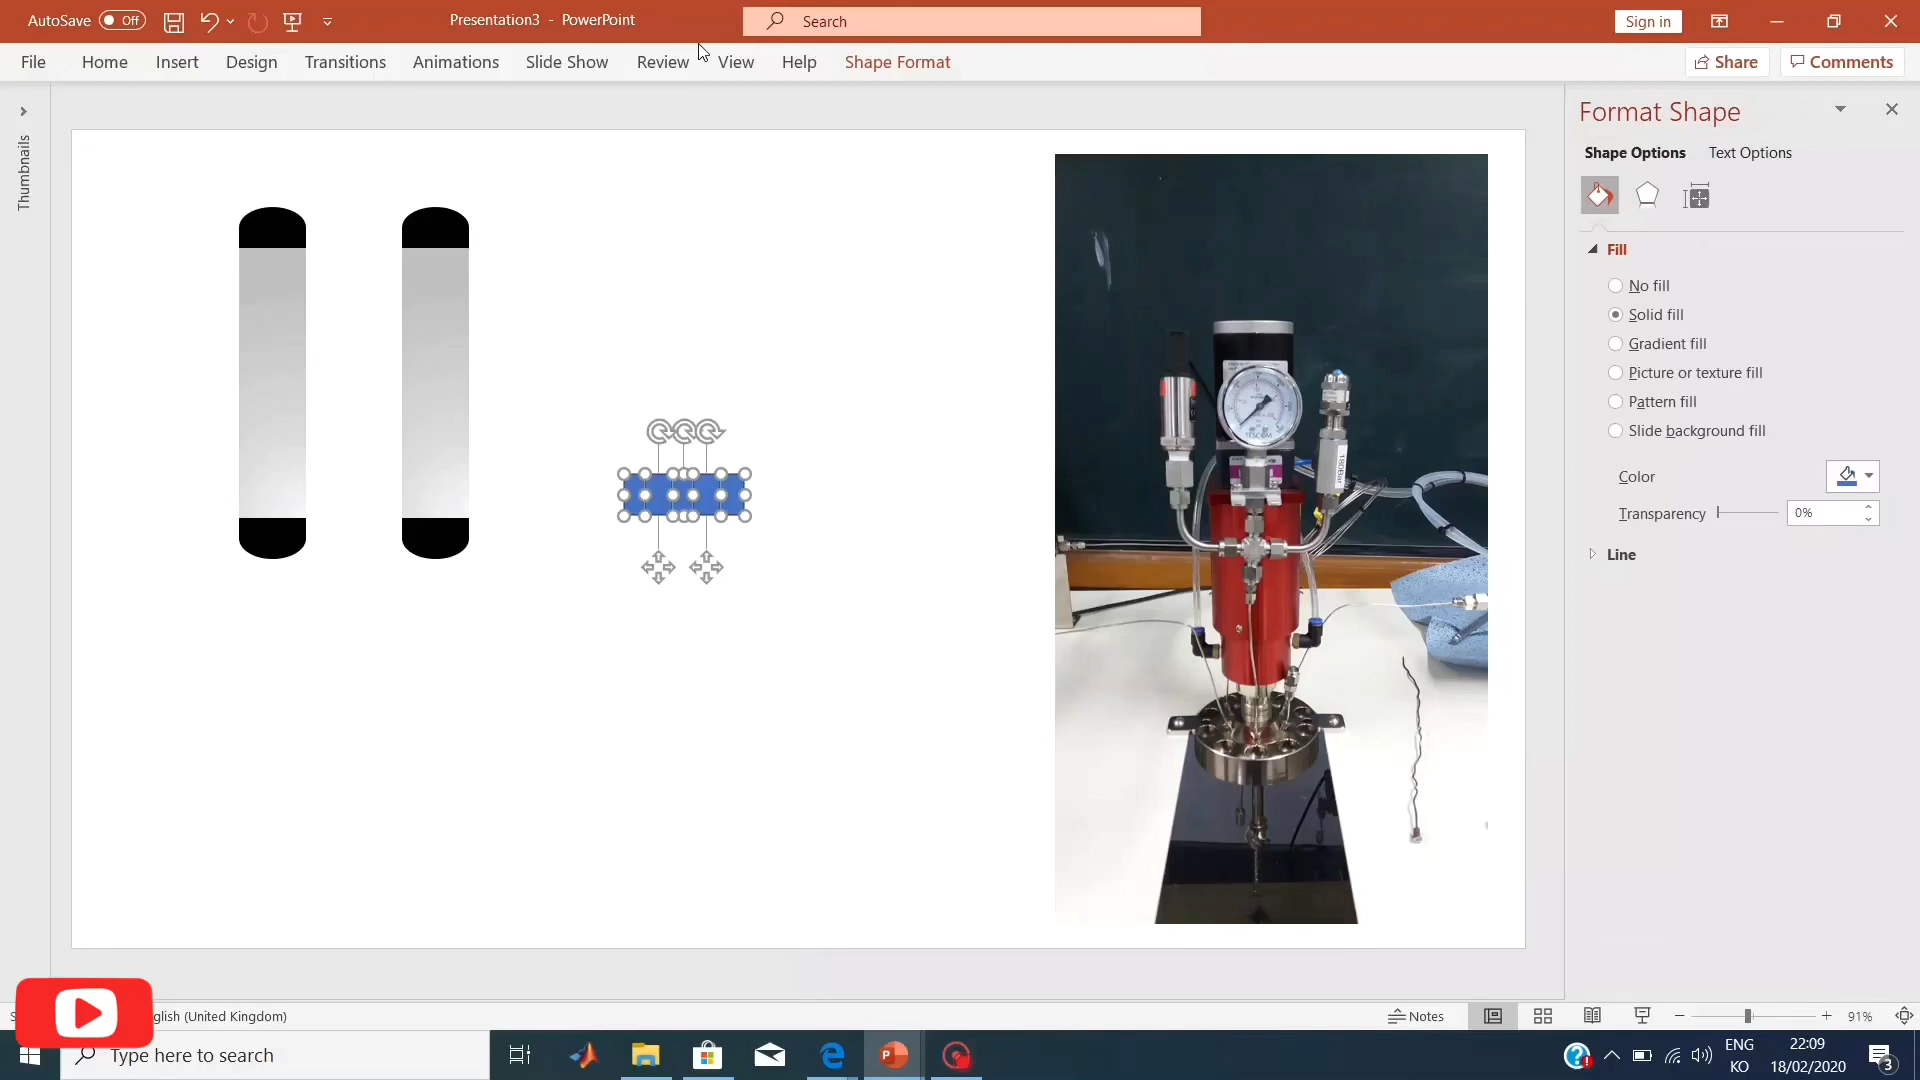 AutoSave Off
Presentation3 - PowerPoint
Search
Sign in
File Home Insert Design Transitions Animations Slide Show Review View Help Shape Format
Share Comments
Thumbnails
Format Shape
Shape Options Text Options
Fill
No fill
Solid fill
Gradient fill
Picture or texture fill
Pattern fill
Slide background fill
Color
Transparency 0%
Line
TESCOM
180Bar
(United Kingdom)
Notes
91%
Type here to search
ENG
KO
22:09
18/02/2020
3